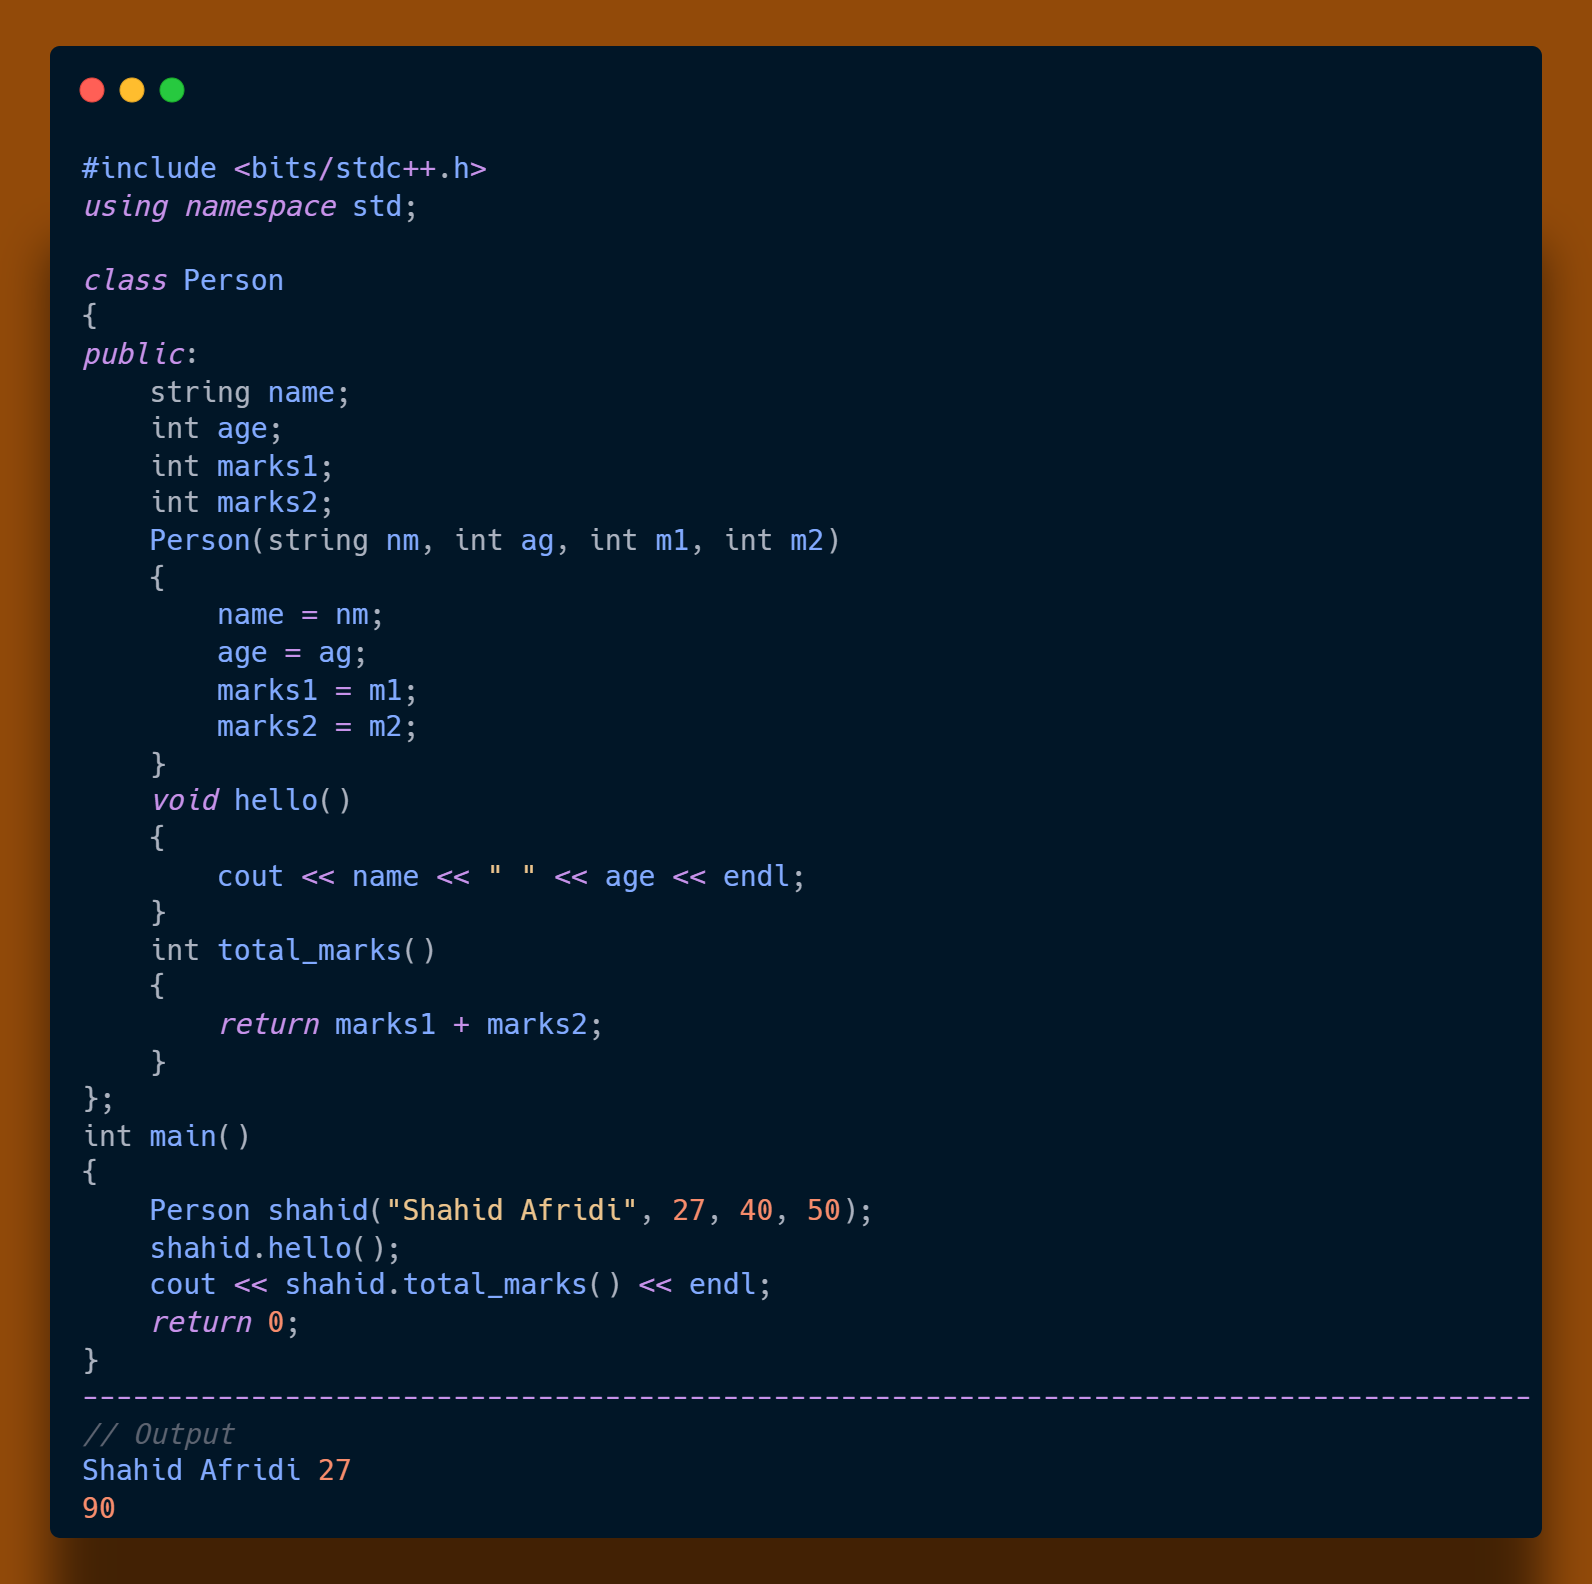 #include <bits/stdc++.h>
using namespace std;

class Person
{
public:
    string name;
    int age;
    int marks1;
    int marks2;
    Person(string nm, int ag, int m1, int m2)
    {
        name = nm;
        age = ag;
        marks1 = m1;
        marks2 = m2;
    }
    void hello()
    {
        cout << name << " " << age << endl;
    }
    int total_marks()
    {
        return marks1 + marks2;
    }
};
int main()
{
    Person shahid("Shahid Afridi", 27, 40, 50);
    shahid.hello();
    cout << shahid.total_marks() << endl;
    return 0;
}
--------------------------------------------------------------------------------------
// Output
Shahid Afridi 27
90